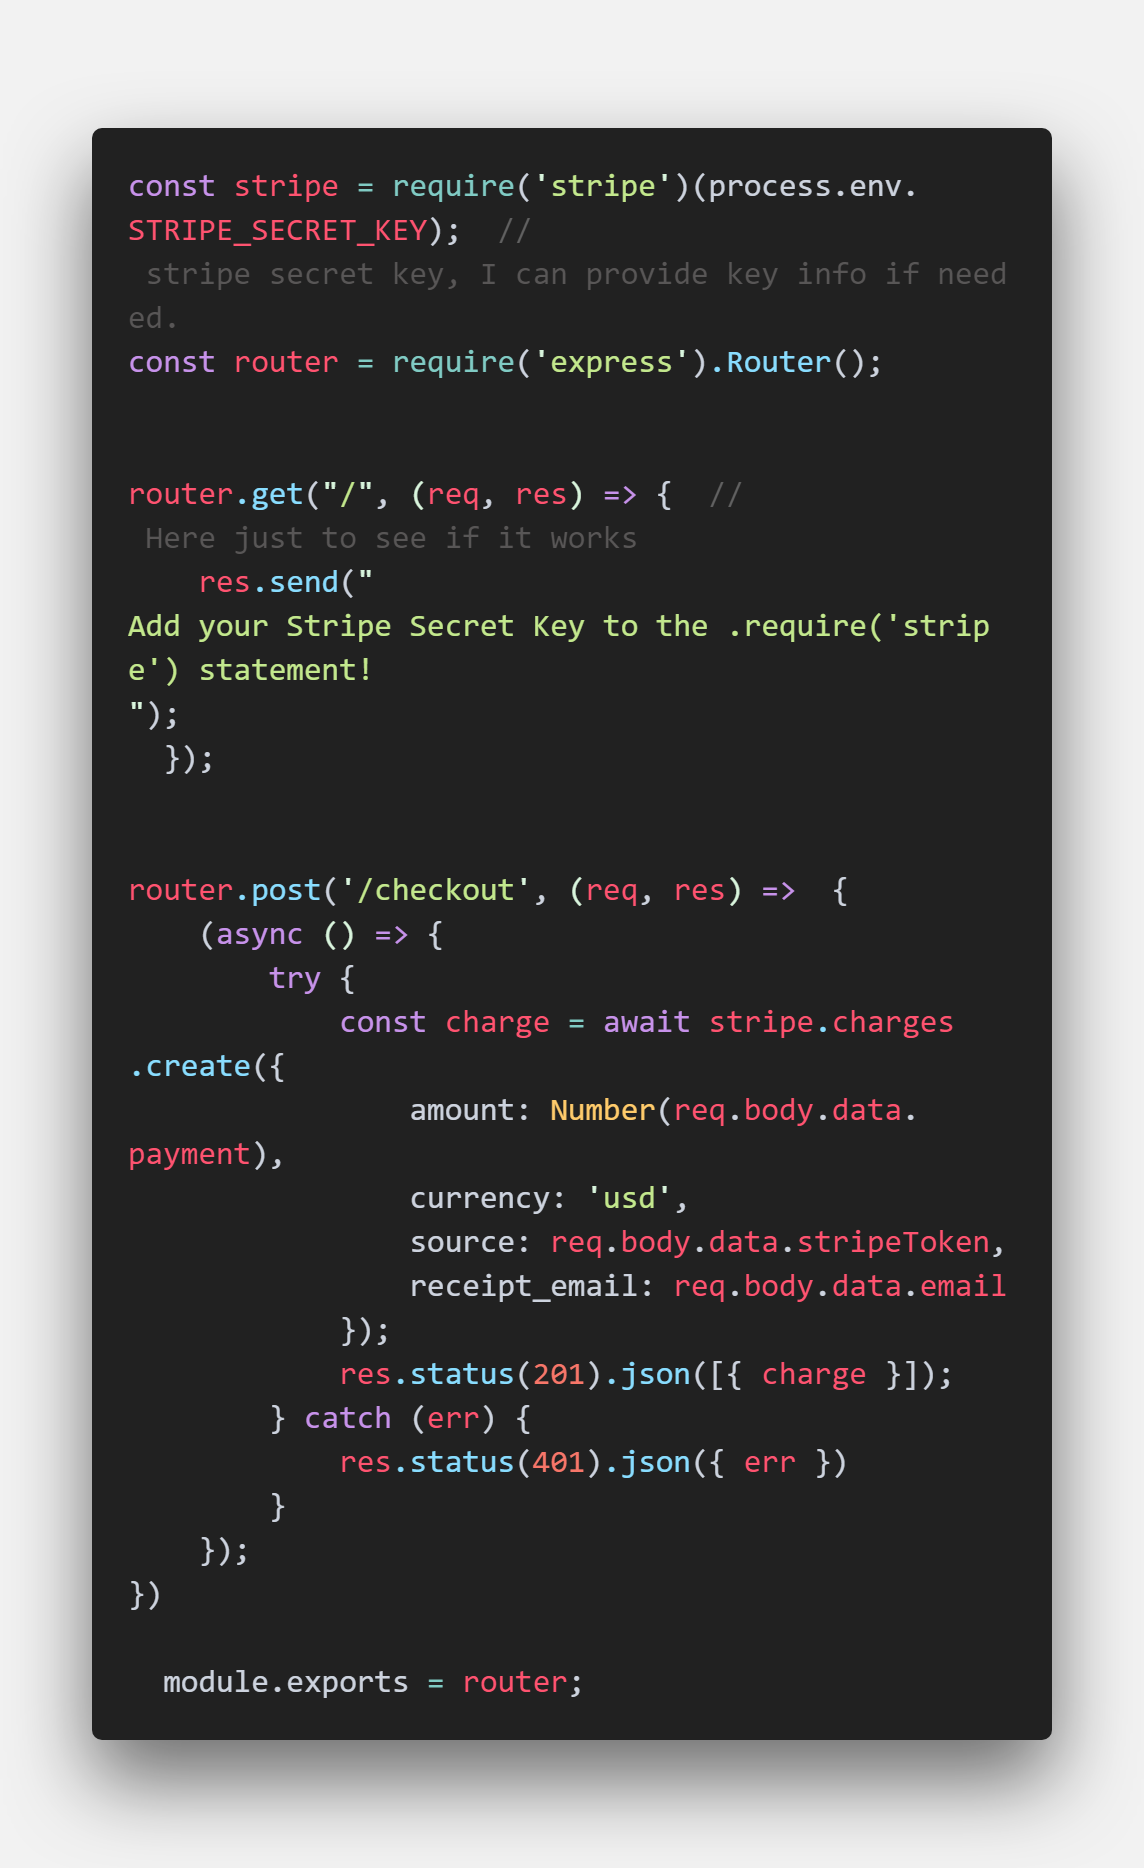 const stripe = require('stripe')(process.env.
STRIPE_SECRET_KEY);  //
 stripe secret key, I can provide key info if need
ed.
const router = require('express').Router();
router.get("/", (req, res) => {  //
 Here just to see if it works
    res.send("
Add your Stripe Secret Key to the .require('strip
e') statement!
");
  });
router.post('/checkout', (req, res) =>  {
    (async () => {
        try {
            const charge = await stripe.charges
.create({
                amount: Number(req.body.data.
payment),
                currency: 'usd',
                source: req.body.data.stripeToken,
                receipt_email: req.body.data.email
            });
            res.status(201).json([{ charge }]);
        } catch (err) {
            res.status(401).json({ err })
        }
    });
})
  module.exports = router;